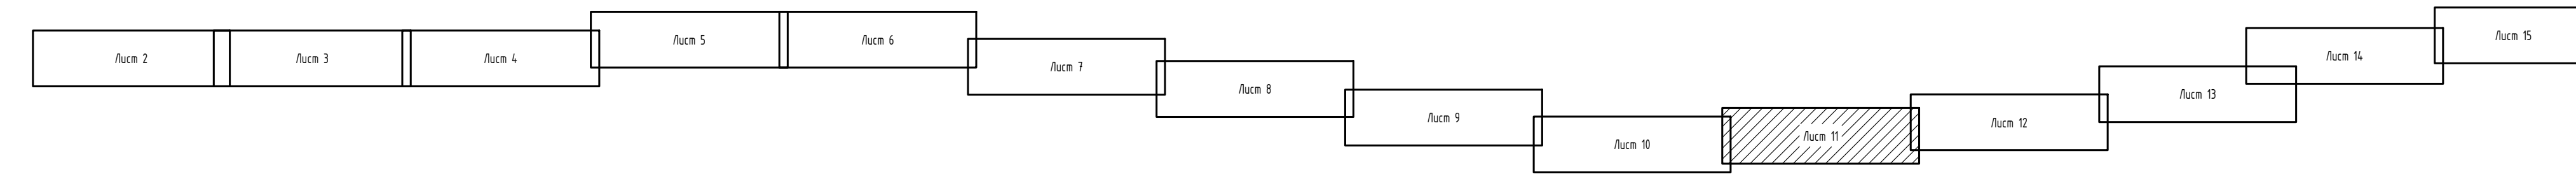 Лист 2
Лист 3
Лист 4
Лист 5
Лист 6
Лист 7
Лист 8
Лист 9
Лист 10
Лист 11
Лист 12
Лист 13
Лист 14
Лист 15